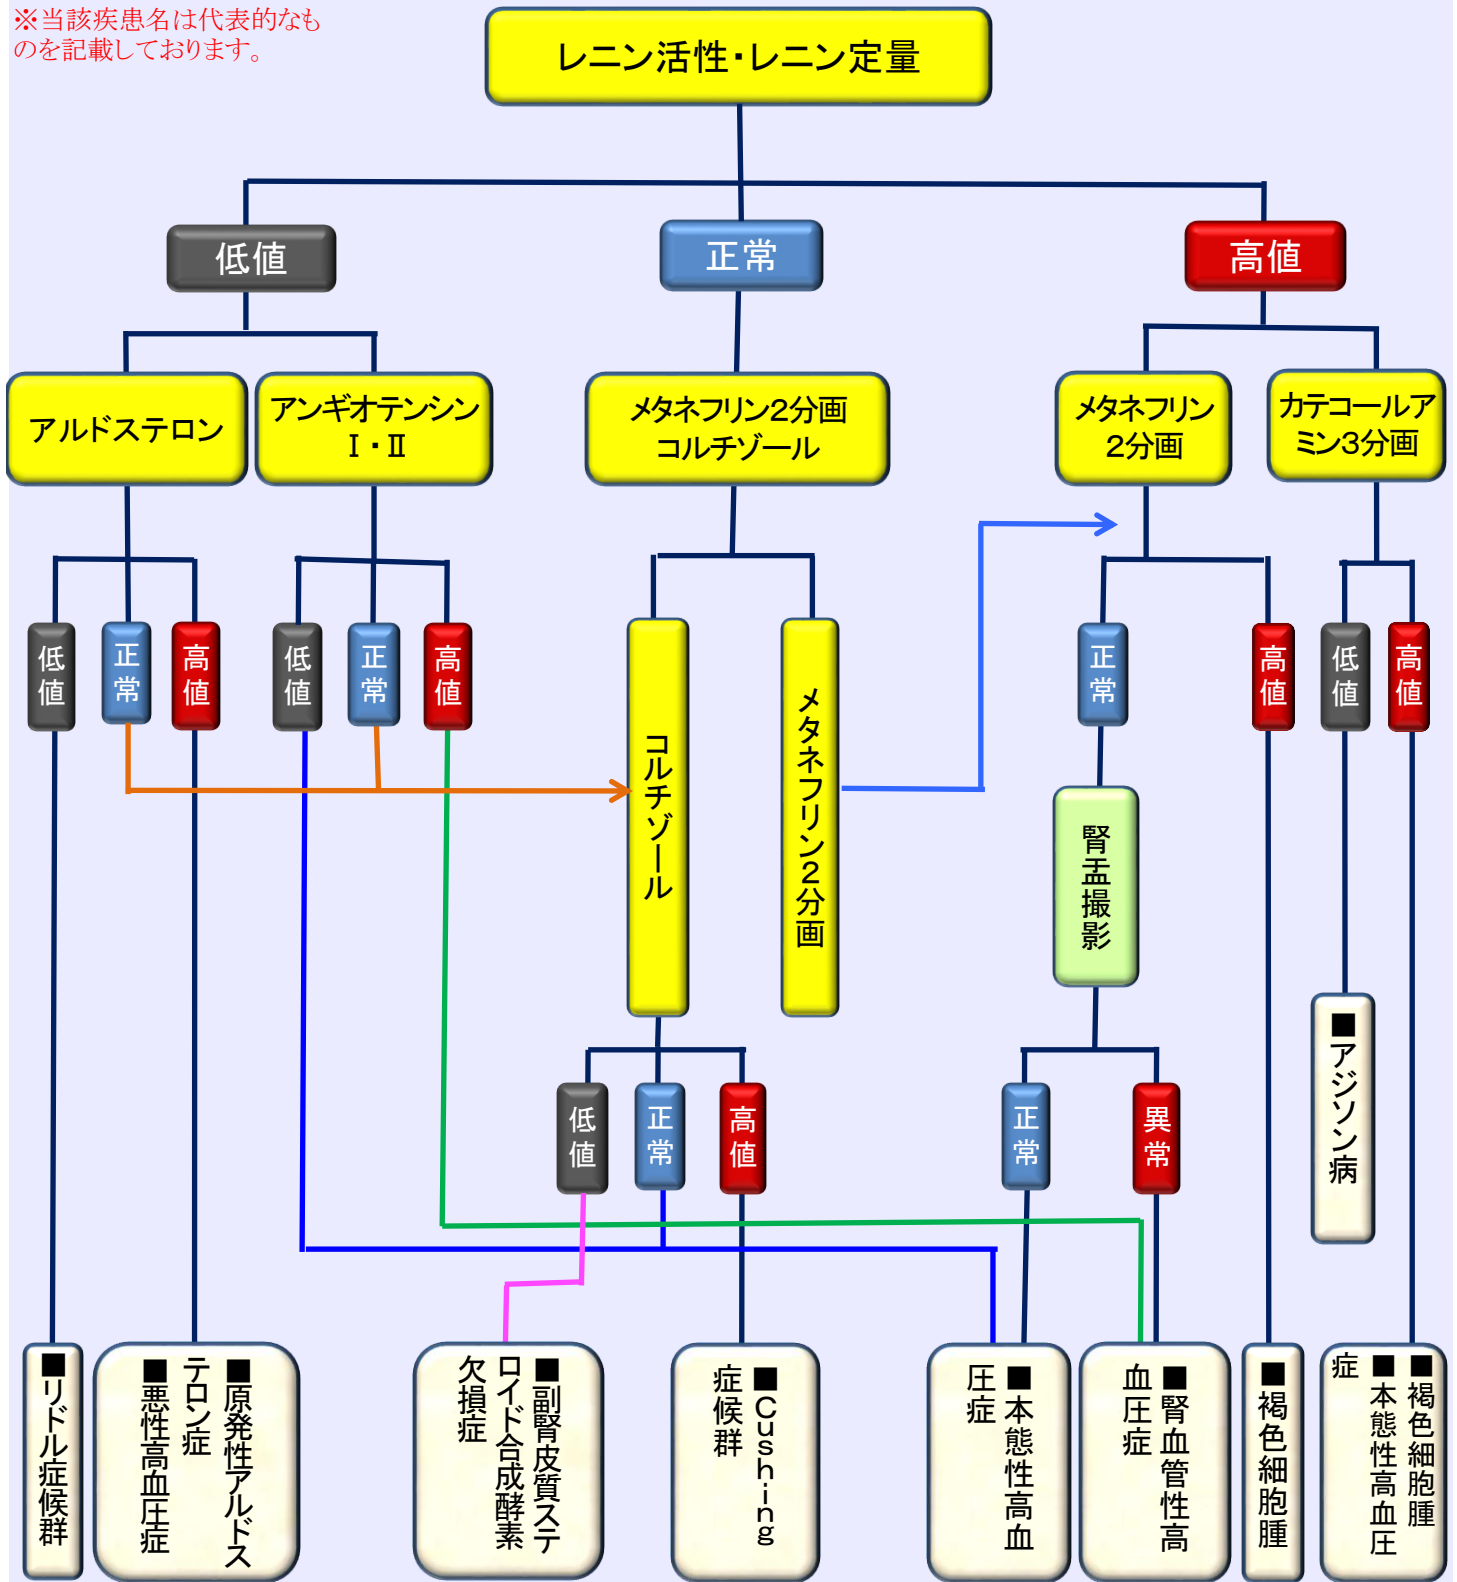 ※当該疾患名は代表的なも
のを記載しております。
レニン活性・レニン定量
低値
正常
高値
アルドステロン
アンギオテンシン
Ⅰ・Ⅱ
メタネフリン2分画
コルチゾール
メタネフリン
2分画
カテコールア
ミン3分画
低値
正常
高値
低値
正常
高値
コルチゾール
メタネフリン2分画
正常
高値
低値
高値
腎盂撮影
■アジソン病
低値
正常
高値
正常
異常
■リドル症候群
■原発性アルドス
テロン症
■悪性高血圧症
■副腎皮質ステ
ロイド合成酵素
欠損症
■Cushing
症候群
■本態性高血
圧症
■腎血管性高
血圧症
■褐色細胞腫
■褐色細胞腫
■本態性高血圧
症